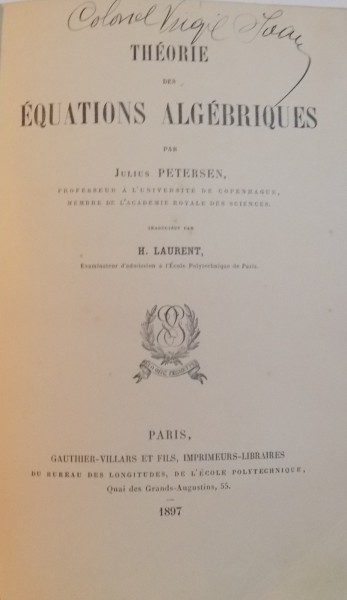 Colonel Virgil Ioan
THÉORIE
DES
ÉQUATIONS ALGÉBRIQUES
PAR
JULIUS PETERSEN,
PROFESSEUR A L'UNIVERSITÉ DE COPENHAGUE,
MEMBRE DE L'ACADÉMIE ROYALE DES SCIENCES.
TRADUCTION PAR
H. LAURENT,
Examinateur d'admission à l'École Polytechnique de Paris.
PARIS,
GAUTHIER-VILLARS ET FILS, IMPRIMEURS-LIBRAIRES
DU BUREAU DES LONGITUDES, DE L'ÉCOLE POLYTECHNIQUE,
Quai des Grands-Augustins, 55.
1897